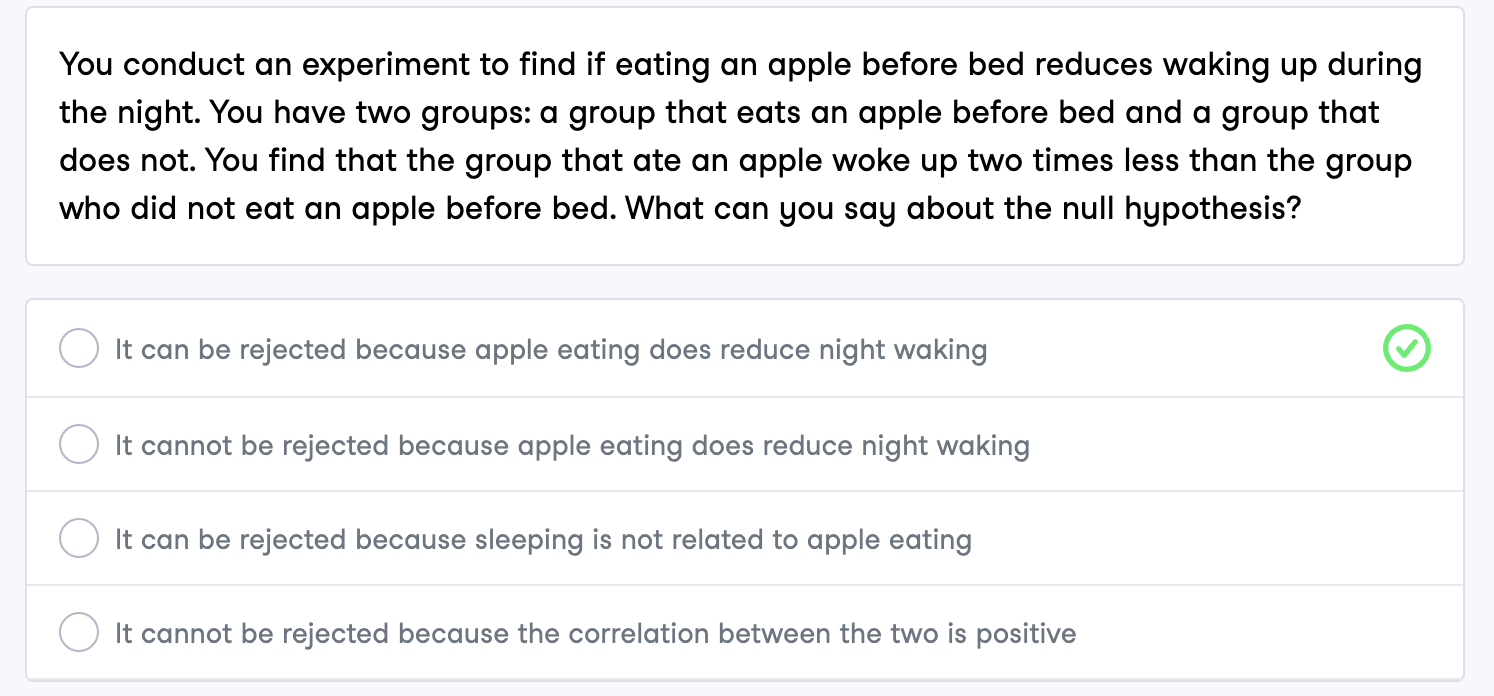 You conduct an experiment to find if eating an apple before bed reduces waking up during
the night. You have two groups: a group that eats an apple before bed and a group that
does not. You find that the group that ate an apple woke up two times less than the group
who did not eat an apple before bed. What can you say about the null hypothesis?
It can be rejected because apple eating does reduce night waking
It cannot be rejected because apple eating does reduce night waking
It can be rejected because sleeping is not related to apple eating
It cannot be rejected because the correlation between the two is positive